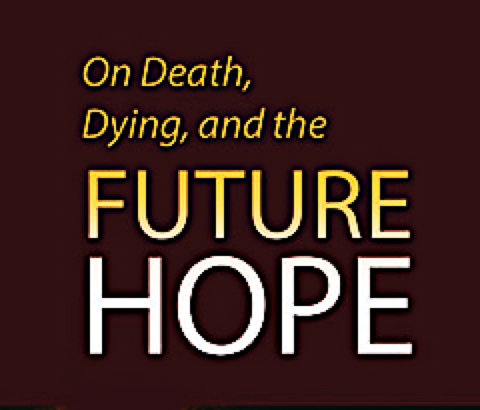 On Death,
Dying, and the
FUTURE
HOPE